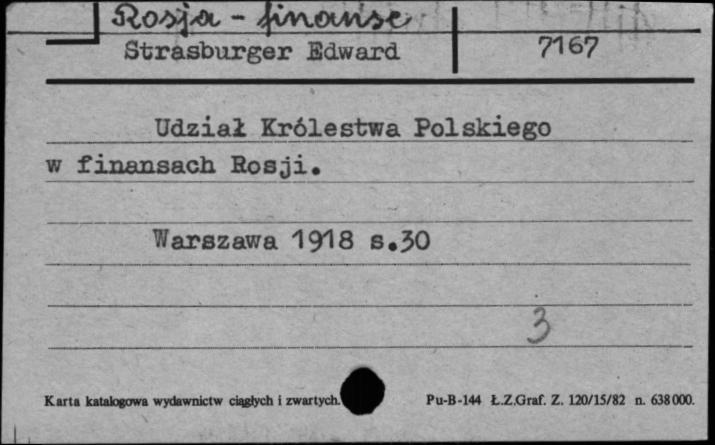 Rosja - finanse
Strasburger Edward 7167
Udział Królestwa Polskiego
w finansach Rosji.
Warszawa 1918 s.30
3
Karta katalogowa wydawnictw ciągłych i zwartych. Pu-B-144 Ł.Z.Graf. Z. 120/15/82 n. 638000.